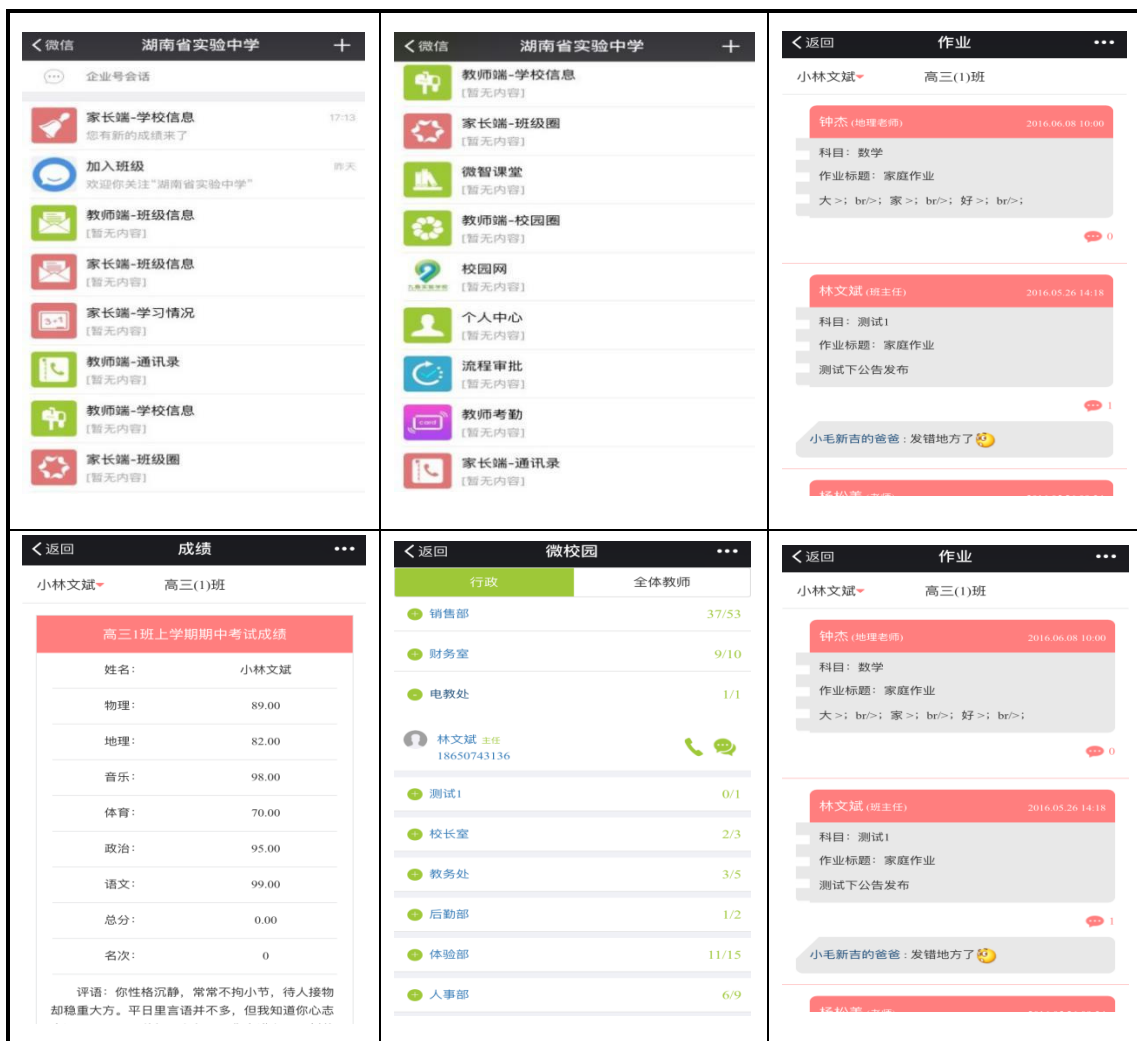 微信 湖南省实验中学
企业号会话
家长端-学校信息 17:13
您有新的成绩来了
加入班级 昨天
欢迎你关注"湖南省实验中学"
教师端-班级信息
[暂无内容]
家长端-班级信息
[暂无内容]
家长端-学习情况
[暂无内容]
教师端-通讯录
[暂无内容]
教师端-学校信息
[暂无内容]
家长端-班级圈
[暂无内容]
微信 湖南省实验中学
教师端-学校信息
[暂无内容]
家长端-班级圈
[暂无内容]
微智课堂
[暂无内容]
教师端-校园圈
[暂无内容]
校园网
[暂无内容]
个人中心
[暂无内容]
流程审批
[暂无内容]
教师考勤
[暂无内容]
家长端-通讯录
[暂无内容]
返回 作业
小林文斌 高三(1)班
钟杰 (地理老师) 2016.06.08 10:00
科目：数学
作业标题：家庭作业
大 >；br/>；家 >；br/>；好 >；br/>；
0
林文斌 (班主任) 2016.05.26 14:18
科目：测试1
作业标题：家庭作业
测试下公告发布
1
小毛新吉的爸爸 : 发错地方了
返回 成绩
小林文斌 高三(1)班
高三1班上学期期中考试成绩
姓名： 小林文斌
物理： 89.00
地理： 82.00
音乐： 98.00
体育： 70.00
政治： 95.00
语文： 99.00
总分： 0.00
名次： 0
评语：你性格沉静，常常不拘小节，待人接物
却稳重大方。平日里言语并不多，但我知道你心志
返回 微校园
行政 全体教师
销售部 37/53
财务室 9/10
电教处 1/1
林文斌 主任
18650743136
测试1 0/1
校长室 2/3
教务处 3/5
后勤部 1/2
体验部 11/15
人事部 6/9
返回 作业
小林文斌 高三(1)班
钟杰 (地理老师) 2016.06.08 10:00
科目：数学
作业标题：家庭作业
大 >；br/>；家 >；br/>；好 >；br/>；
0
林文斌 (班主任) 2016.05.26 14:18
科目：测试1
作业标题：家庭作业
测试下公告发布
1
小毛新吉的爸爸 : 发错地方了